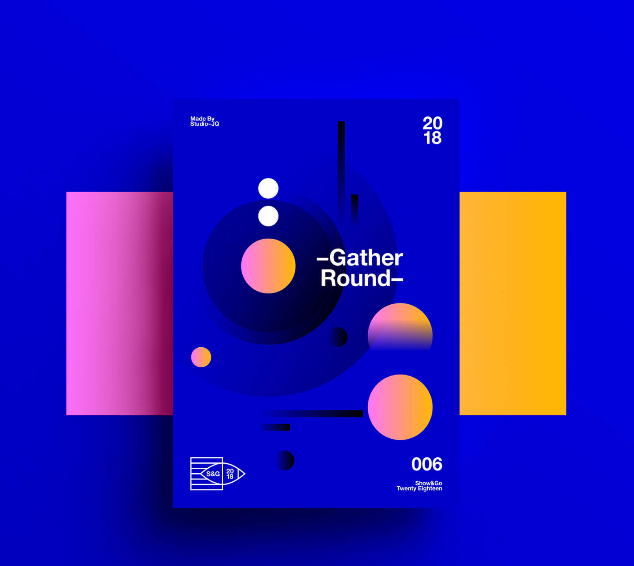 Made By
Studio–JQ
20
18
–Gather
Round–
S&G
20
18
006
Show&Go
Twenty Eighteen